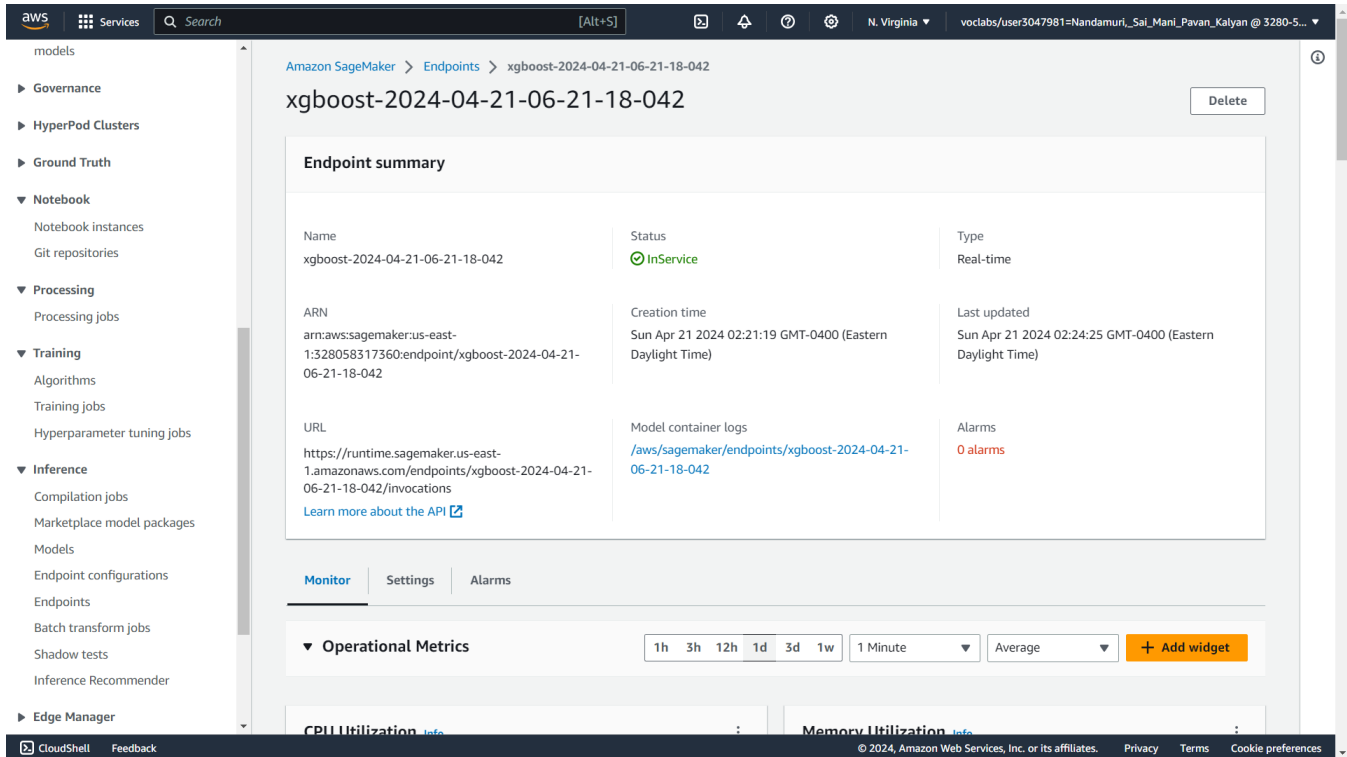 aws
Services
Search
[Alt+S]
N. Virginia
voclabs/user3047981=Nandamuri,_Sai_Mani_Pavan_Kalyan @ 3280-5...
models
Governance
HyperPod Clusters
Ground Truth
Notebook
Notebook instances
Git repositories
Processing
Processing jobs
Training
Algorithms
Training jobs
Hyperparameter tuning jobs
Inference
Compilation jobs
Marketplace model packages
Models
Endpoint configurations
Endpoints
Batch transform jobs
Shadow tests
Inference Recommender
Edge Manager
Amazon SageMaker > Endpoints > xgboost-2024-04-21-06-21-18-042
xgboost-2024-04-21-06-21-18-042
Delete
Endpoint summary
Name
xgboost-2024-04-21-06-21-18-042
Status
InService
Type
Real-time
ARN
arn:aws:sagemaker:us-east-
1:328058317360:endpoint/xgboost-2024-04-21-
06-21-18-042
Creation time
Sun Apr 21 2024 02:21:19 GMT-0400 (Eastern
Daylight Time)
Last updated
Sun Apr 21 2024 02:24:25 GMT-0400 (Eastern
Daylight Time)
URL
https://runtime.sagemaker.us-east-
1.amazonaws.com/endpoints/xgboost-2024-04-21-
06-21-18-042/invocations
Learn more about the API
Model container logs
/aws/sagemaker/endpoints/xgboost-2024-04-21-
06-21-18-042
Alarms
0 alarms
Monitor
Settings
Alarms
Operational Metrics
1h 3h 12h 1d 3d 1w
1 Minute
Average
+ Add widget
CPU Utilization Info
Memory Utilization Info
CloudShell
Feedback
© 2024, Amazon Web Services, Inc. or its affiliates.
Privacy
Terms
Cookie preferences